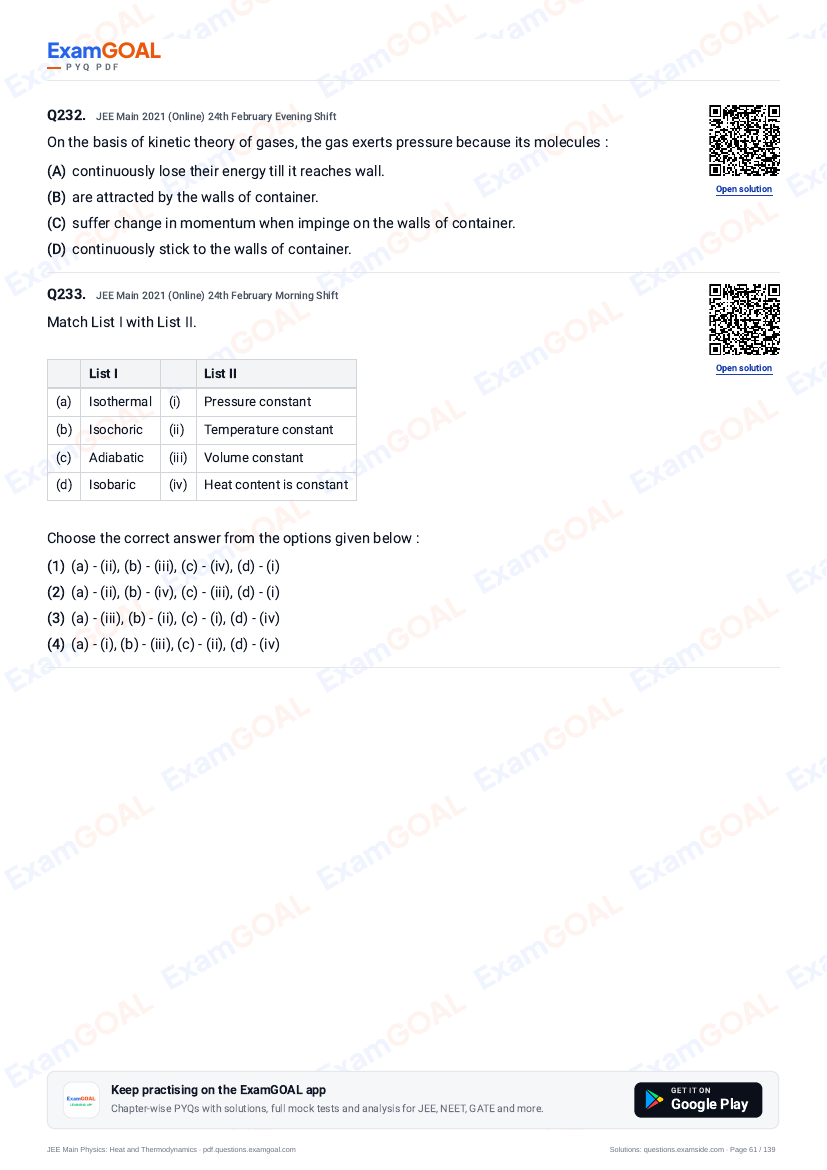 ExamGOAL
PYQ PDF
Q232. JEE Main 2021 (Online) 24th February Evening Shift
On the basis of kinetic theory of gases, the gas exerts pressure because its molecules :
(A) continuously lose their energy till it reaches wall.
(B) are attracted by the walls of container.
(C) suffer change in momentum when impinge on the walls of container.
(D) continuously stick to the walls of container.
Open solution
Q233. JEE Main 2021 (Online) 24th February Morning Shift
Match List I with List II.
Open solution
List I List II
(a) Isothermal (i) Pressure constant
(b) Isochoric (ii) Temperature constant
(c) Adiabatic (iii) Volume constant
(d) Isobaric (iv) Heat content is constant
Choose the correct answer from the options given below :
(1) (a) - (ii), (b) - (iii), (c) - (iv), (d) - (i)
(2) (a) - (ii), (b) - (iv), (c) - (iii), (d) - (i)
(3) (a) - (iii), (b) - (ii), (c) - (i), (d) - (iv)
(4) (a) - (i), (b) - (iii), (c) - (ii), (d) - (iv)
ExamGOAL
Keep practising on the ExamGOAL app
Chapter-wise PYQs with solutions, full mock tests and analysis for JEE, NEET, GATE and more.
GET IT ON
Google Play
JEE Main Physics: Heat and Thermodynamics · pdf.questions.examgoal.com
Solutions: questions.examside.com · Page 61 / 139